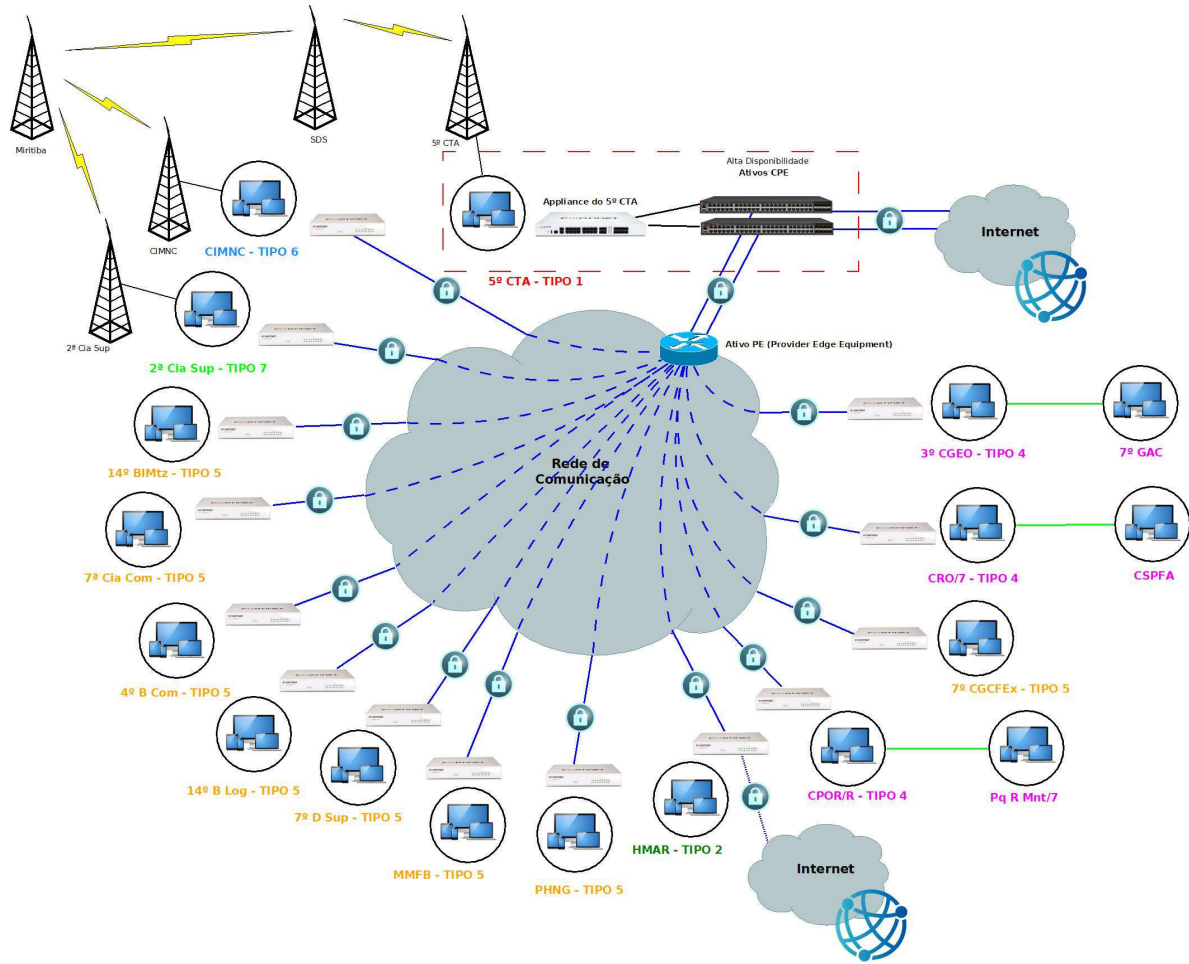 Miritiba
SDS
5º CTA
CIMNC
2ª Cia Sup
CIMNC - TIPO 6
2ª Cia Sup - TIPO 7
Alta Disponibilidade
Ativos CPE
Appliance do 5º CTA
FORTINET
5º CTA - TIPO 1
Internet
Ativo PE (Provider Edge Equipment)
Rede de
Comunicação
14º BIMtz - TIPO 5
7ª Cia Com - TIPO 5
4º B Com - TIPO 5
14º B Log - TIPO 5
7º D Sup - TIPO 5
MMFB - TIPO 5
PHNG - TIPO 5
HMAR - TIPO 2
Internet
CPOR/R - TIPO 4
Pq R Mnt/7
7º CGCFEx - TIPO 5
CRO/7 - TIPO 4
CSPFA
3º CGEO - TIPO 4
7º GAC